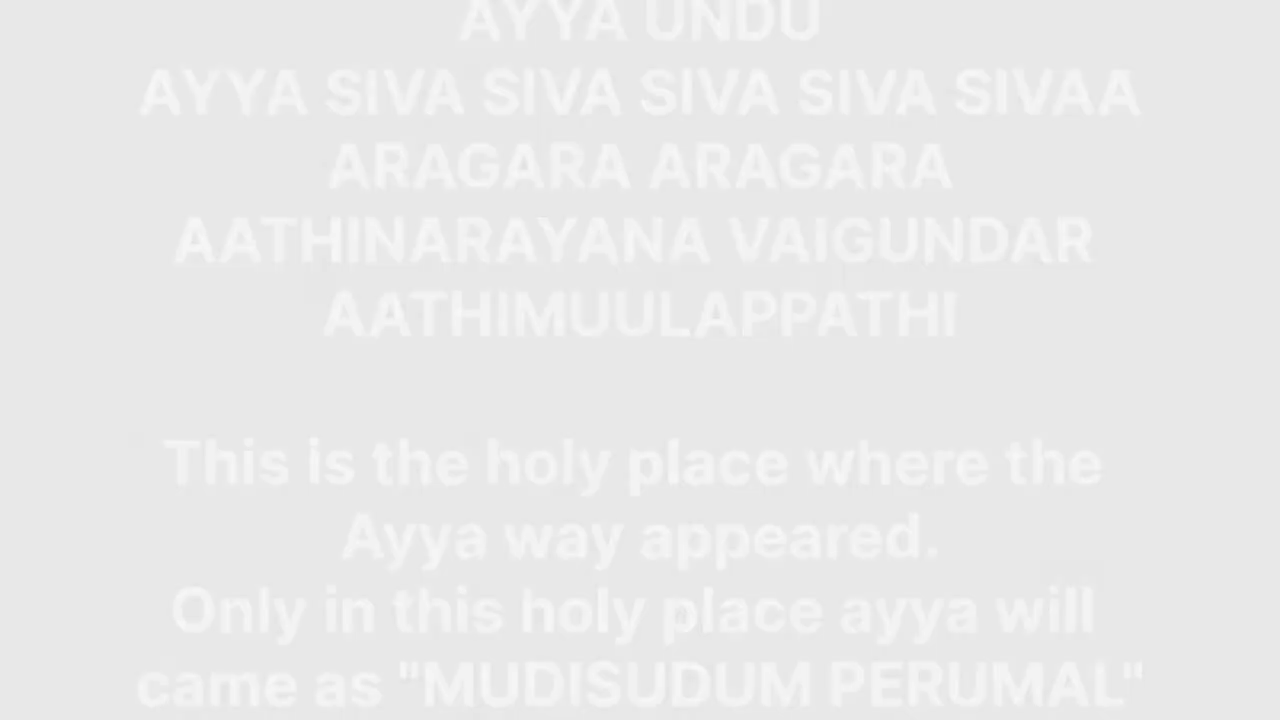 AYYA UNDU
AYYA SIVA SIVA SIVA SIVA SIVAA
ARAGARA ARAGARA
AATHINARAYANA VAIGUNDAR
AATHIMUULAPPATHI
This is the holy place where the
Ayya way appeared.
Only in this holy place ayya will
came as "MUDISUDUM PERUMAL"